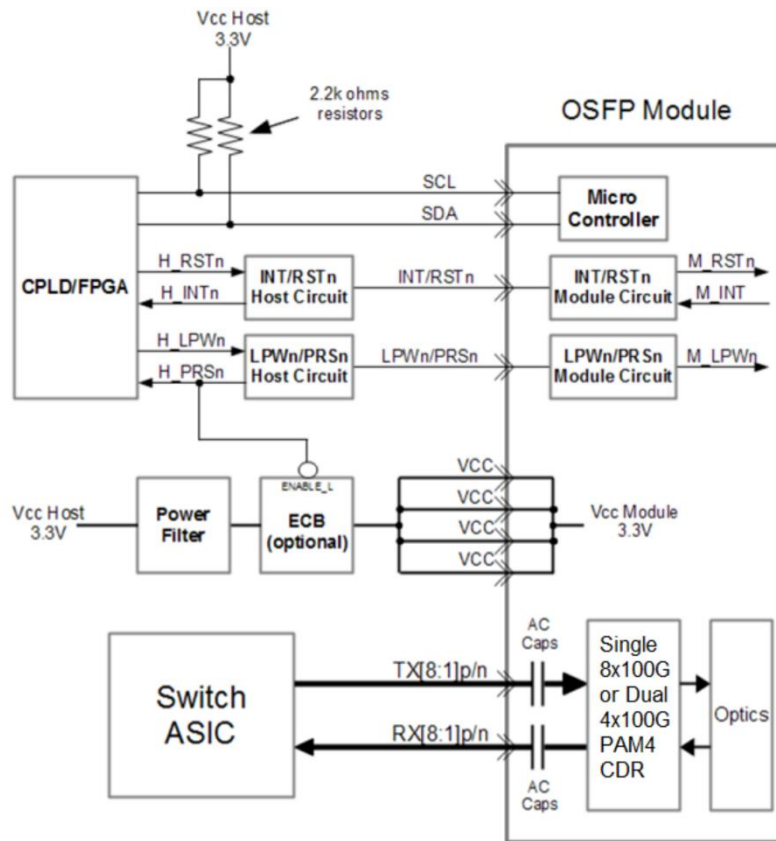 Vcc Host
3.3V
2.2k ohms
resistors
OSFP Module
SCL
SDA
Micro
Controller
CPLD/FPGA
H_RSTn
H_INTn
INT/RSTn
Host Circuit
INT/RSTn
INT/RSTn
Module Circuit
M_RSTn
M_INT
H_LPWn
H_PRSn
LPWn/PRSn
Host Circuit
LPWn/PRSn
LPWn/PRSn
Module Circuit
M_LPWn
Vcc Host
3.3V
Power
Filter
ENABLE_L
ECB
(optional)
VCC
VCC
VCC
VCC
Vcc Module
3.3V
Switch
ASIC
TX[8:1]p/n
RX[8:1]p/n
AC
Caps
AC
Caps
Single
8x100G
or Dual
4x100G
PAM4
CDR
Optics